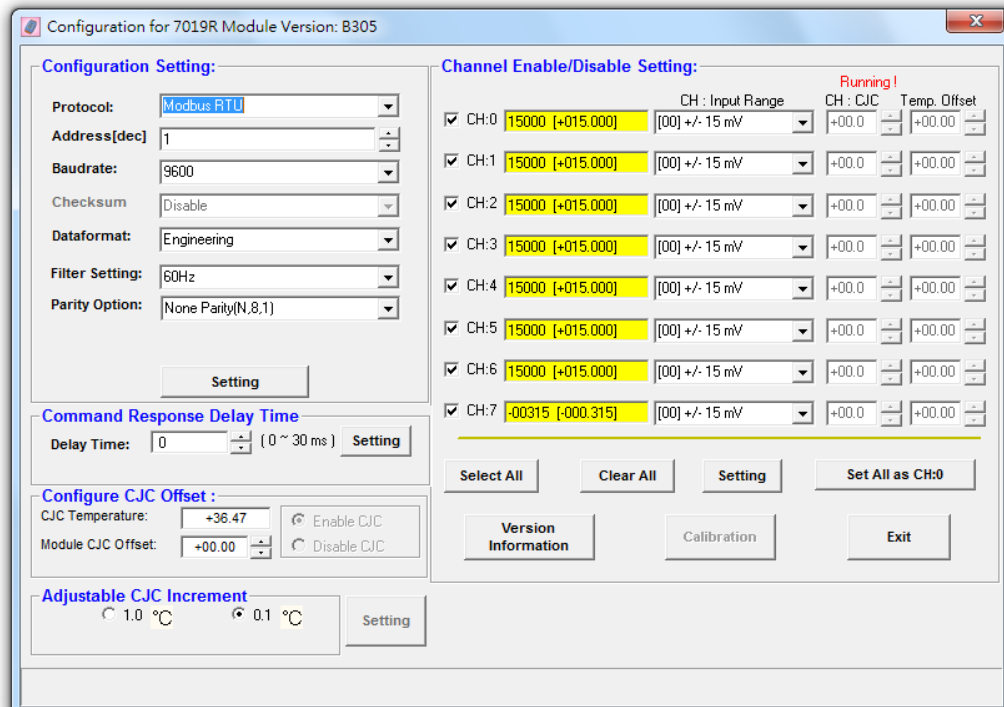 Configuration for 7019R Module Version: B305
Configuration Setting:
Protocol: Modbus RTU
Address[dec] 1
Baudrate: 9600
Checksum Disable
Dataformat: Engineering
Filter Setting: 60Hz
Parity Option: None Parity(N,8,1)
Setting
Command Response Delay Time
Delay Time: 0 ( 0 ~ 30 ms ) Setting
Configure CJC Offset :
CJC Temperature: +36.47
Module CJC Offset: +00.00
Enable CJC
Disable CJC
Adjustable CJC Increment
1.0 °C 0.1 °C
Setting
Channel Enable/Disable Setting:
Running !
CH : Input Range CH : CJC Temp. Offset
CH:0 15000 [+015.000] [00] +/- 15 mV +00.0 +00.00
CH:1 15000 [+015.000] [00] +/- 15 mV +00.0 +00.00
CH:2 15000 [+015.000] [00] +/- 15 mV +00.0 +00.00
CH:3 15000 [+015.000] [00] +/- 15 mV +00.0 +00.00
CH:4 15000 [+015.000] [00] +/- 15 mV +00.0 +00.00
CH:5 15000 [+015.000] [00] +/- 15 mV +00.0 +00.00
CH:6 15000 [+015.000] [00] +/- 15 mV +00.0 +00.00
CH:7 -00315 [-000.315] [00] +/- 15 mV +00.0 +00.00
Select All Clear All Setting Set All as CH:0
Version
Information
Calibration Exit